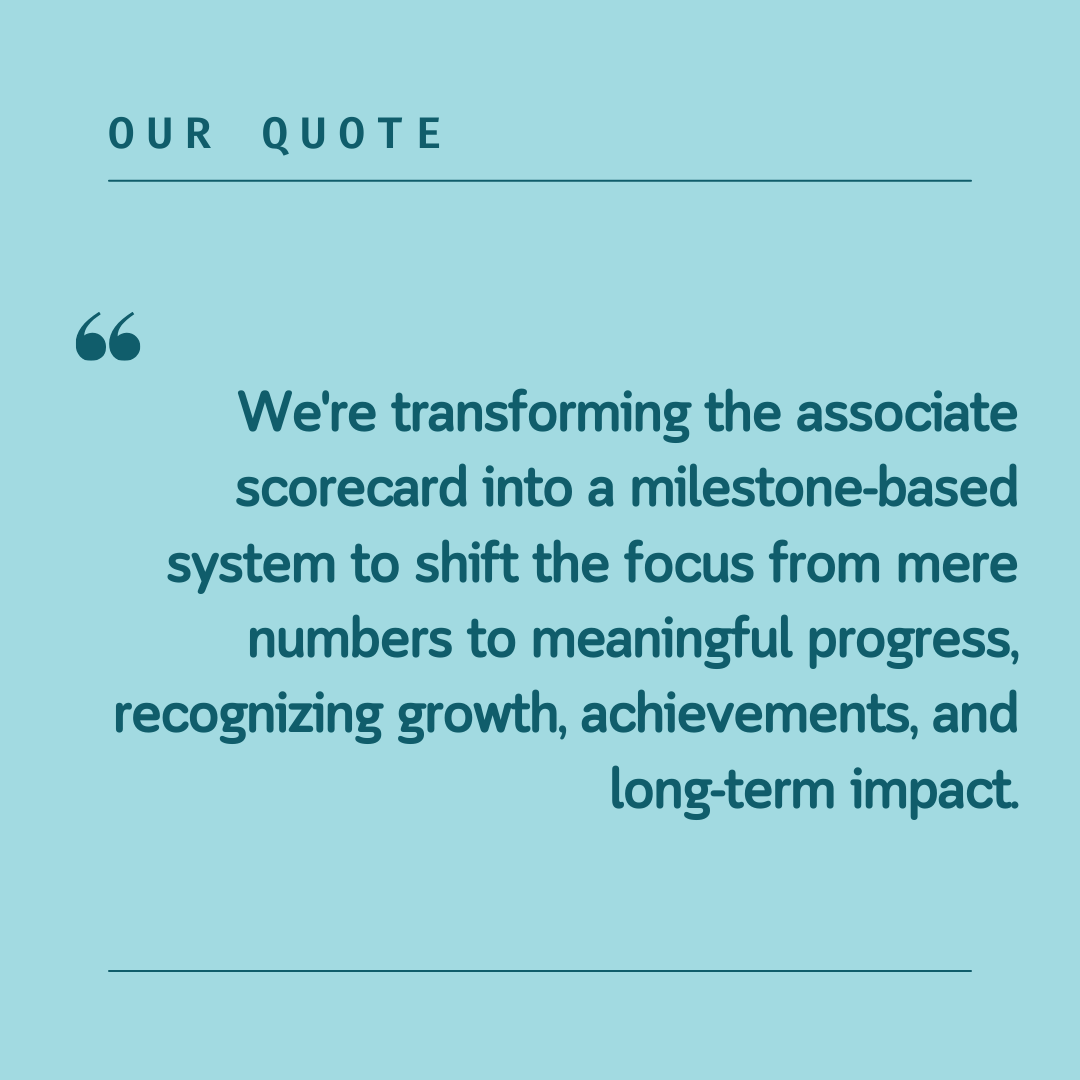 OUR QUOTE
“
We're transforming the associate
scorecard into a milestone-based
system to shift the focus from mere
numbers to meaningful progress,
recognizing growth, achievements, and
long-term impact.